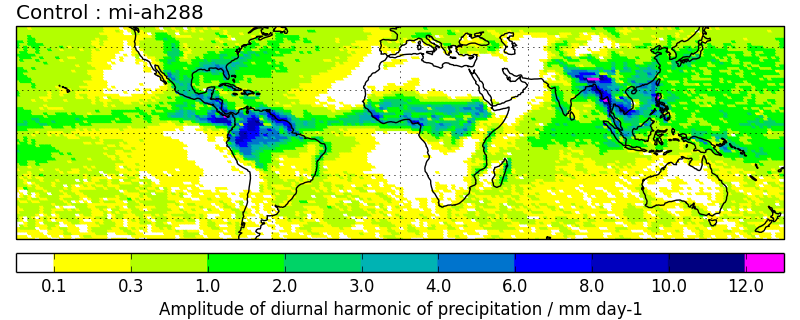 Control : mi-ah288
0.1 0.3 1.0 2.0 3.0 4.0 6.0 8.0 10.0 12.0
Amplitude of diurnal harmonic of precipitation / mm day-1